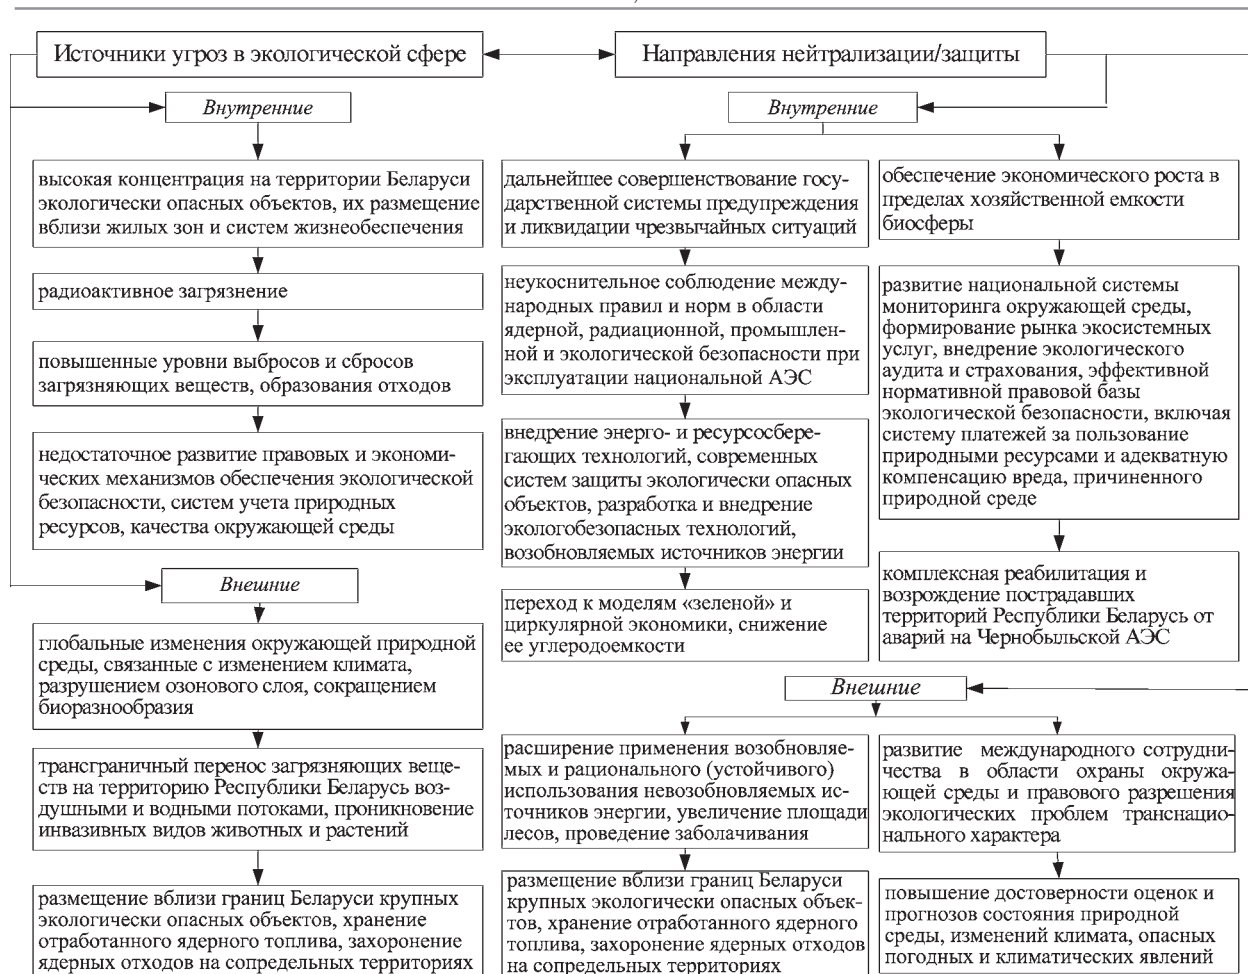 Источники угроз в экологической сфере
Внутренние
высокая концентрация на территории Беларуси
экологически опасных объектов, их размещение
вблизи жилых зон и систем жизнеобеспечения
радиоактивное загрязнение
повышенные уровни выбросов и сбросов
загрязняющих веществ, образования отходов
недостаточное развитие правовых и экономи-
ческих механизмов обеспечения экологической
безопасности, систем учета природных
ресурсов, качества окружающей среды
Внешние
глобальные изменения окружающей природной
среды, связанные с изменением климата,
разрушением озонового слоя, сокращением
биоразнообразия
трансграничный перенос загрязняющих веще-
ств на территорию Республики Беларусь воз-
душными и водными потоками, проникновение
инвазивных видов животных и растений
размещение вблизи границ Беларуси крупных
экологически опасных объектов, хранение
отработанного ядерного топлива, захоронение
ядерных отходов на сопредельных территориях
Направления нейтрализации/защиты
Внутренние
дальнейшее совершенствование госу-
дарственной системы предупреждения
и ликвидации чрезвычайных ситуаций
неукоснительное соблюдение между-
народных правил и норм в области
ядерной, радиационной, промышлен-
ной и экологической безопасности при
эксплуатации национальной АЭС
внедрение энерго- и ресурсосбере-
гающих технологий, современных
систем защиты экологически опасных
объектов, разработка и внедрение
экологобезопасных технологий,
возобновляемых источников энергии
переход к моделям «зеленой» и
циркулярной экономики, снижение
ее углеродоемкости
обеспечение экономического роста в
пределах хозяйственной емкости
биосферы
развитие национальной системы
мониторинга окружающей среды,
формирование рынка экосистемных
услуг, внедрение экологического
аудита и страхования, эффективной
нормативной правовой базы
экологической безопасности, включая
систему платежей за пользование
природными ресурсами и адекватную
компенсацию вреда, причиненного
природной среде
комплексная реабилитация и
возрождение пострадавших
территорий Республики Беларусь от
аварий на Чернобыльской АЭС
Внешние
расширение применения возобновляе-
мых и рационального (устойчивого)
использования невозобновляемых ис-
точников энергии, увеличение площади
лесов, проведение заболачивания
размещение вблизи границ Беларуси
крупных экологически опасных объек-
тов, хранение отработанного ядерного
топлива, захоронение ядерных отходов
на сопредельных территориях
развитие международного сотрудни-
чества в области охраны окружа-
ющей среды и правового разрешения
экологических проблем транснацио-
нального характера
повышение достоверности оценок и
прогнозов состояния природной
среды, изменений климата, опасных
погодных и климатических явлений